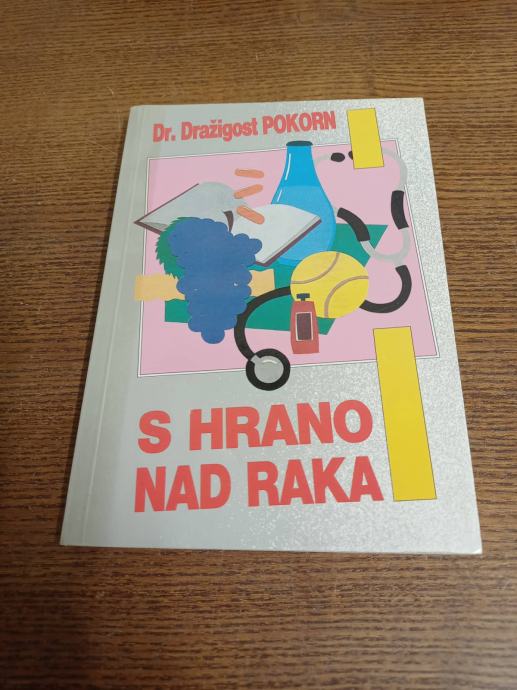 Dr. Dražigost POKORN
S HRANO
NAD RAKA